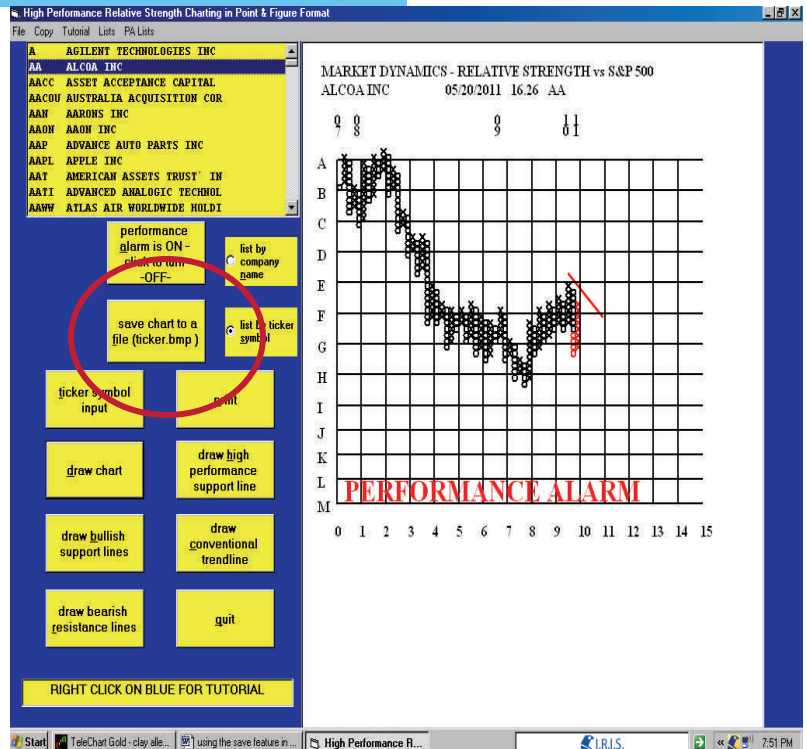 High Performance Relative Strength Charting in Point & Figure Format
File Copy Tutorial Lists PA Lists
A AGILENT TECHNOLOGIES INC
AA ALCOA INC
AACC ASSET ACCEPTANCE CAPITAL
AACOU AUSTRALIA ACQUISITION COR
AAN AARONS INC
AAON AAON INC
AAP ADVANCE AUTO PARTS INC
AAPL APPLE INC
AAT AMERICAN ASSETS TRUST` IN
AATI ADVANCED ANALOGIC TECHNOL
AAWW ATLAS AIR WORLDWIDE HOLDI
performance
alarm is ON -
click to turn
-OFF-
list by
company
name
save chart to a
file (ticker.bmp )
list by ticker
symbol
ticker symbol
input
print
draw chart
draw high
performance
support line
draw bullish
support lines
draw
conventional
trendline
draw bearish
resistance lines
quit
RIGHT CLICK ON BLUE FOR TUTORIAL
MARKET DYNAMICS - RELATIVE STRENGTH vs S&P 500
ALCOA INC 05/20/2011 16.26 AA
0 0 0 1 1
7 8 9 0 1
A
B
C
D
E
F
G
H
I
J
K
L
M
PERFORMANCE ALARM
0 1 2 3 4 5 6 7 8 9 10 11 12 13 14 15
Start TeleChart Gold - clay alle... using the save feature in ... High Performance R... I.R.I.S. « 7:51 PM